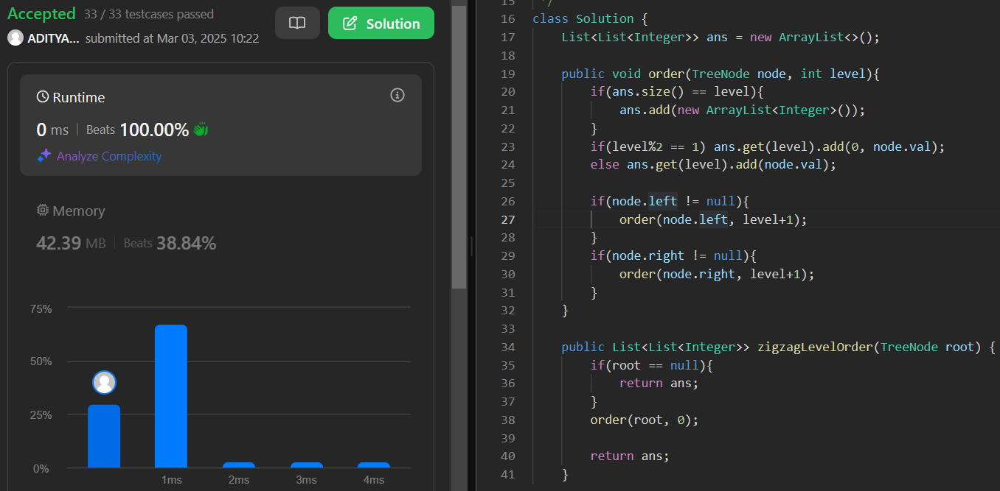 Accepted 33 / 33 testcases passed
Solution
ADITYA... submitted at Mar 03, 2025 10:22
Runtime
0 ms | Beats 100.00%
Analyze Complexity
Memory
42.39 MB | Beats 38.84%
75%
50%
25%
0%
1ms 2ms 3ms 4ms
15 */
16 class Solution {
17     List<List<Integer>> ans = new ArrayList<>();
18
19     public void order(TreeNode node, int level){
20         if(ans.size() == level){
21             ans.add(new ArrayList<Integer>());
22         }
23         if(level%2 == 1) ans.get(level).add(0, node.val);
24         else ans.get(level).add(node.val);
25
26         if(node.left != null){
27             order(node.left, level+1);
28         }
29         if(node.right != null){
30             order(node.right, level+1);
31         }
32     }
33
34     public List<List<Integer>> zigzagLevelOrder(TreeNode root) {
35         if(root == null){
36             return ans;
37         }
38         order(root, 0);
39
40         return ans;
41     }